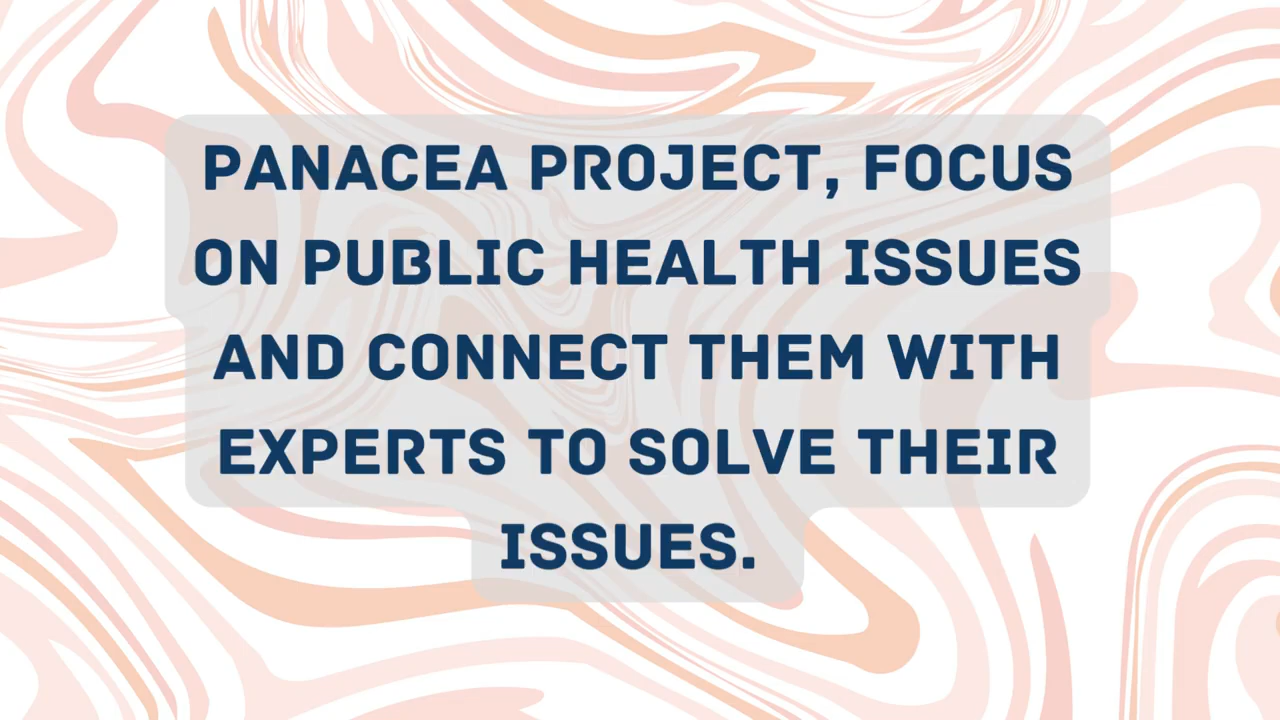 PANACEA PROJECT, FOCUS
ON PUBLIC HEALTH ISSUES
AND CONNECT THEM WITH
EXPERTS TO SOLVE THEIR
ISSUES.